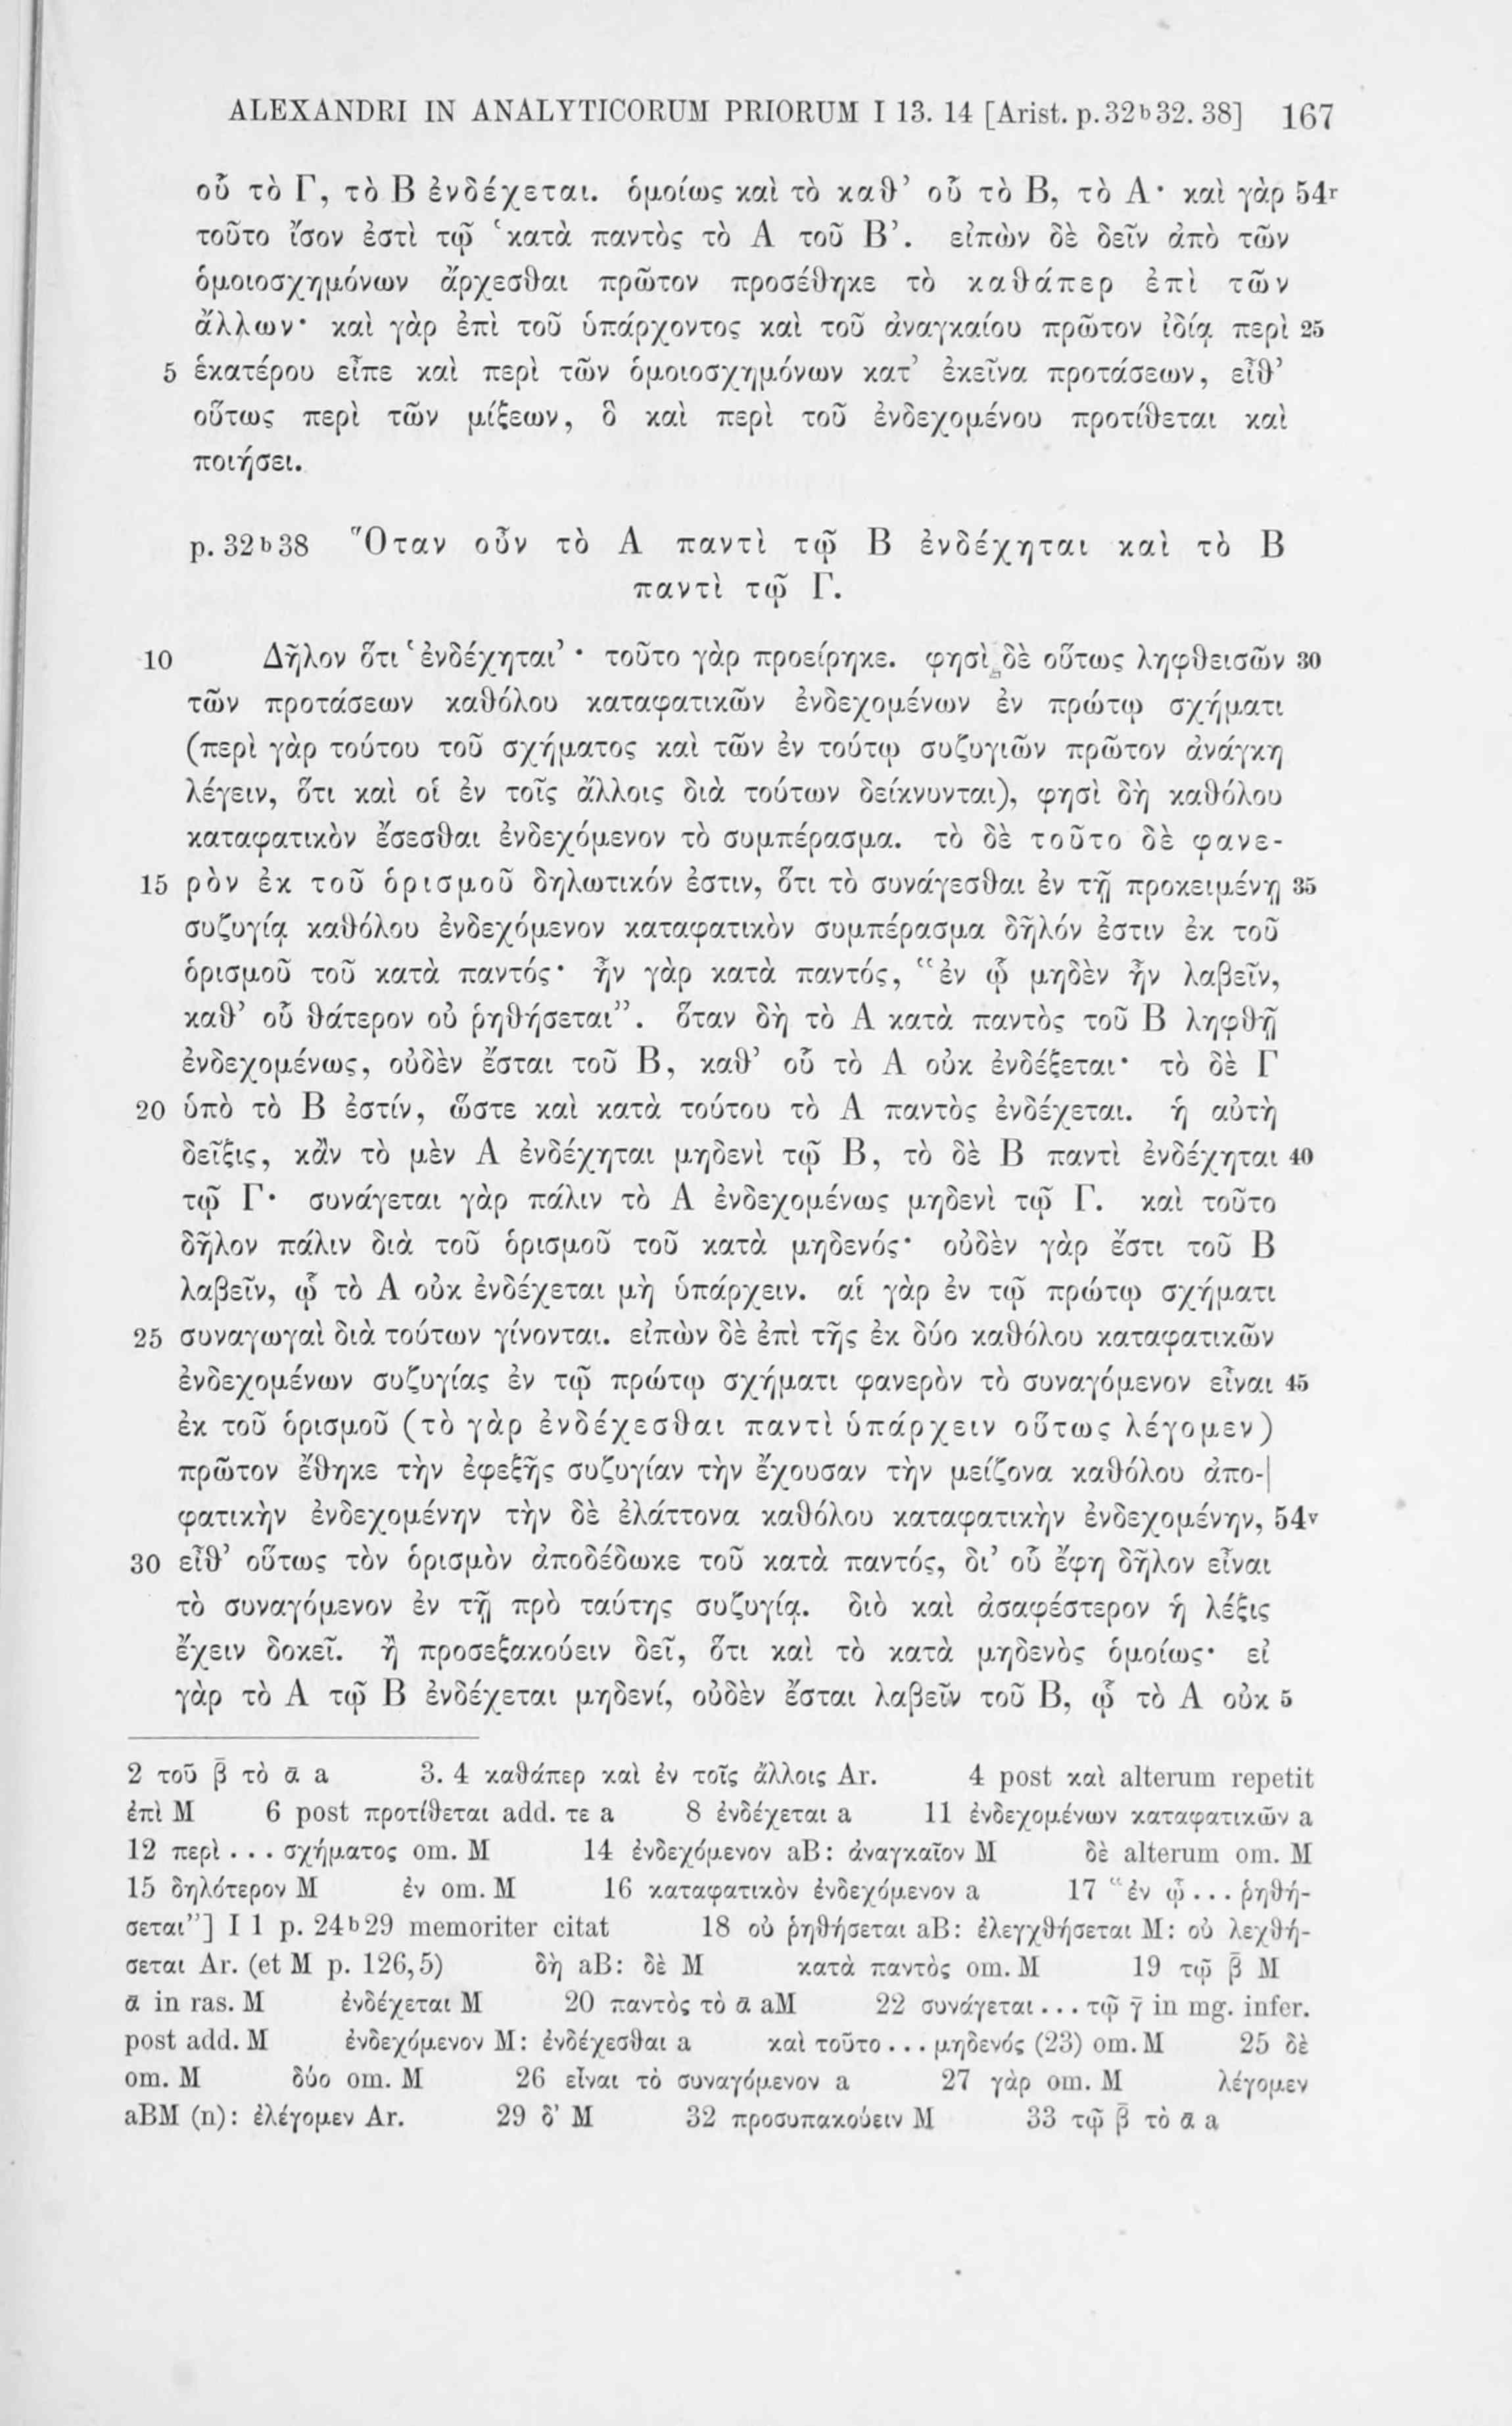 ALEXANDRI IN ANALYTICORUM PRIORUM I 13. 14 [Arist. p. 32b32. 38] 167
οὗ τὸ Γ, τὸ Β ἐνδέχεται. ὁμοίως καὶ τὸ καθ’ οὗ τὸ Β, τὸ Α· καὶ γὰρ 54r
τοῦτο ἴσον ἐστὶ τῷ ‘κατὰ παντὸς τὸ Α τοῦ Β’. εἰπὼν δὲ δεῖν ἀπὸ τῶν
ὁμοιοσχημόνων ἄρχεσθαι πρῶτον προσέθηκε τὸ καθάπερ ἐπὶ τῶν
ἄλλων· καὶ γὰρ ἐπὶ τοῦ ὑπάρχοντος καὶ τοῦ ἀναγκαίου πρῶτον ἰδίᾳ περὶ 25
5 ἑκατέρου εἶπε καὶ περὶ τῶν ὁμοιοσχημόνων κατ’ ἐκεῖνα προτάσεων, εἶθ’
οὕτως περὶ τῶν μίξεων, ὃ καὶ περὶ τοῦ ἐνδεχομένου προτίθεται καὶ
ποιήσει.
p. 32b38 Ὅταν οὖν τὸ Α παντὶ τῷ Β ἐνδέχηται καὶ τὸ Β
παντὶ τῷ Γ.
10 Δῆλον ὅτι ‘ἐνδέχηται’· τοῦτο γὰρ προείρηκε. φησὶ δὲ οὕτως ληφθεισῶν 30
τῶν προτάσεων καθόλου καταφατικῶν ἐνδεχομένων ἐν πρώτῳ σχήματι
(περὶ γὰρ τούτου τοῦ σχήματος καὶ τῶν ἐν τούτῳ συζυγιῶν πρῶτον ἀνάγκη
λέγειν, ὅτι καὶ οἱ ἐν τοῖς ἄλλοις διὰ τούτων δείκνυνται), φησὶ δὴ καθόλου
καταφατικὸν ἔσεσθαι ἐνδεχόμενον τὸ συμπέρασμα. τὸ δὲ τοῦτο δὲ φανε-
15 ρὸν ἐκ τοῦ ὁρισμοῦ δηλωτικόν ἐστιν, ὅτι τὸ συνάγεσθαι ἐν τῇ προκειμένῃ 35
συζυγίᾳ καθόλου ἐνδεχόμενον καταφατικὸν συμπέρασμα δῆλόν ἐστιν ἐκ τοῦ
ὁρισμοῦ τοῦ κατὰ παντός· ἦν γὰρ κατὰ παντός, “ἐν ᾧ μηδὲν ἦν λαβεῖν,
καθ’ οὗ θάτερον οὐ ῥηθήσεται”. ὅταν δὴ τὸ Α κατὰ παντὸς τοῦ Β ληφθῇ
ἐνδεχομένως, οὐδὲν ἔσται τοῦ Β, καθ’ οὗ τὸ Α οὐκ ἐνδέξεται· τὸ δὲ Γ
20 ὑπὸ τὸ Β ἐστίν, ὥστε καὶ κατὰ τούτου τὸ Α παντὸς ἐνδέχεται. ἡ αὐτὴ
δεῖξις, κἂν τὸ μὲν Α ἐνδέχηται μηδενὶ τῷ Β, τὸ δὲ Β παντὶ ἐνδέχηται 40
τῷ Γ· συνάγεται γὰρ πάλιν τὸ Α ἐνδεχομένως μηδενὶ τῷ Γ. καὶ τοῦτο
δῆλον πάλιν διὰ τοῦ ὁρισμοῦ τοῦ κατὰ μηδενός· οὐδὲν γὰρ ἔστι τοῦ Β
λαβεῖν, ᾧ τὸ Α οὐκ ἐνδέχεται μὴ ὑπάρχειν. αἱ γὰρ ἐν τῷ πρώτῳ σχήματι
25 συναγωγαὶ διὰ τούτων γίνονται. εἰπὼν δὲ ἐπὶ τῆς ἐκ δύο καθόλου καταφατικῶν
ἐνδεχομένων συζυγίας ἐν τῷ πρώτῳ σχήματι φανερὸν τὸ συναγόμενον εἶναι 45
ἐκ τοῦ ὁρισμοῦ (τὸ γὰρ ἐνδέχεσθαι παντὶ ὑπάρχειν οὕτως λέγομεν)
πρῶτον ἔθηκε τὴν ἐφεξῆς συζυγίαν τὴν ἔχουσαν τὴν μείζονα καθόλου ἀπο-|
φατικὴν ἐνδεχομένην τὴν δὲ ἐλάττονα καθόλου καταφατικὴν ἐνδεχομένην, 54v
30 εἶθ’ οὕτως τὸν ὁρισμὸν ἀποδέδωκε τοῦ κατὰ παντός, δι’ οὗ ἔφη δῆλον εἶναι
τὸ συναγόμενον ἐν τῇ πρὸ ταύτης συζυγίᾳ. διὸ καὶ ἀσαφέστερον ἡ λέξις
ἔχειν δοκεῖ. ἢ προσεξακούειν δεῖ, ὅτι καὶ τὸ κατὰ μηδενὸς ὁμοίως· εἰ
γὰρ τὸ Α τῷ Β ἐνδέχεται μηδενί, οὐδὲν ἔσται λαβεῖν τοῦ Β, ᾧ τὸ Α οὐκ 5
2 τοῦ β̄ τὸ ᾱ a 3. 4 καθάπερ καὶ ἐν τοῖς ἄλλοις Ar. 4 post καὶ alterum repetit
ἐπὶ M 6 post προτίθεται add. τε a 8 ἐνδέχεται a 11 ἐνδεχομένων καταφατικῶν a
12 περὶ . . . σχήματος om. M 14 ἐνδεχόμενον aB: ἀναγκαῖον M δὲ alterum om. M
15 δηλότερον M ἐν om. M 16 καταφατικὸν ἐνδεχόμενον a 17 “ἐν ᾧ . . . ῥηθή-
σεται”] I 1 p. 24b29 memoriter citat 18 οὐ ῥηθήσεται aB: ἐλεγχθήσεται M: οὐ λεχθή-
σεται Ar. (et M p. 126,5) δὴ aB: δὲ M κατὰ παντὸς om. M 19 τῷ β̄ M
ᾱ in ras. M ἐνδέχεται M 20 παντὸς τὸ ᾱ aM 22 συνάγεται . . . τῷ γ̄ in mg. infer.
post add. M ἐνδεχόμενον M: ἐνδέχεσθαι a καὶ τοῦτο . . . μηδενός (23) om. M 25 δὲ
om. M δύο om. M 26 εἶναι τὸ συναγόμενον a 27 γὰρ om. M λέγομεν
aBM (n): ἐλέγομεν Ar. 29 δ’ M 32 προσυπακούειν M 33 τῷ β̄ τὸ ᾱ a